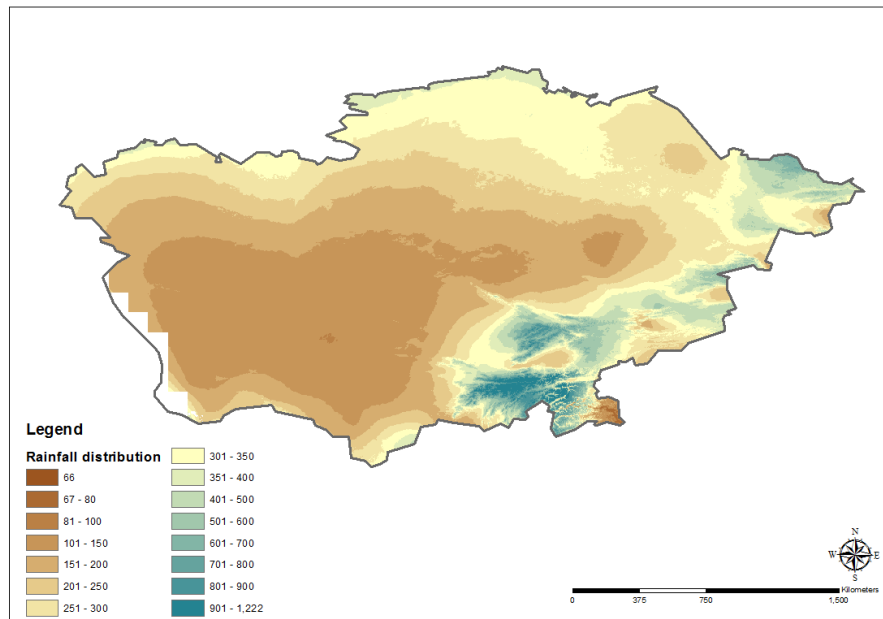 Legend
Rainfall distribution
66
67 - 80
81 - 100
101 - 150
151 - 200
201 - 250
251 - 300
301 - 350
351 - 400
401 - 500
501 - 600
601 - 700
701 - 800
801 - 900
901 - 1,222
N
W E
S
Kilometers
0 375 750 1,500